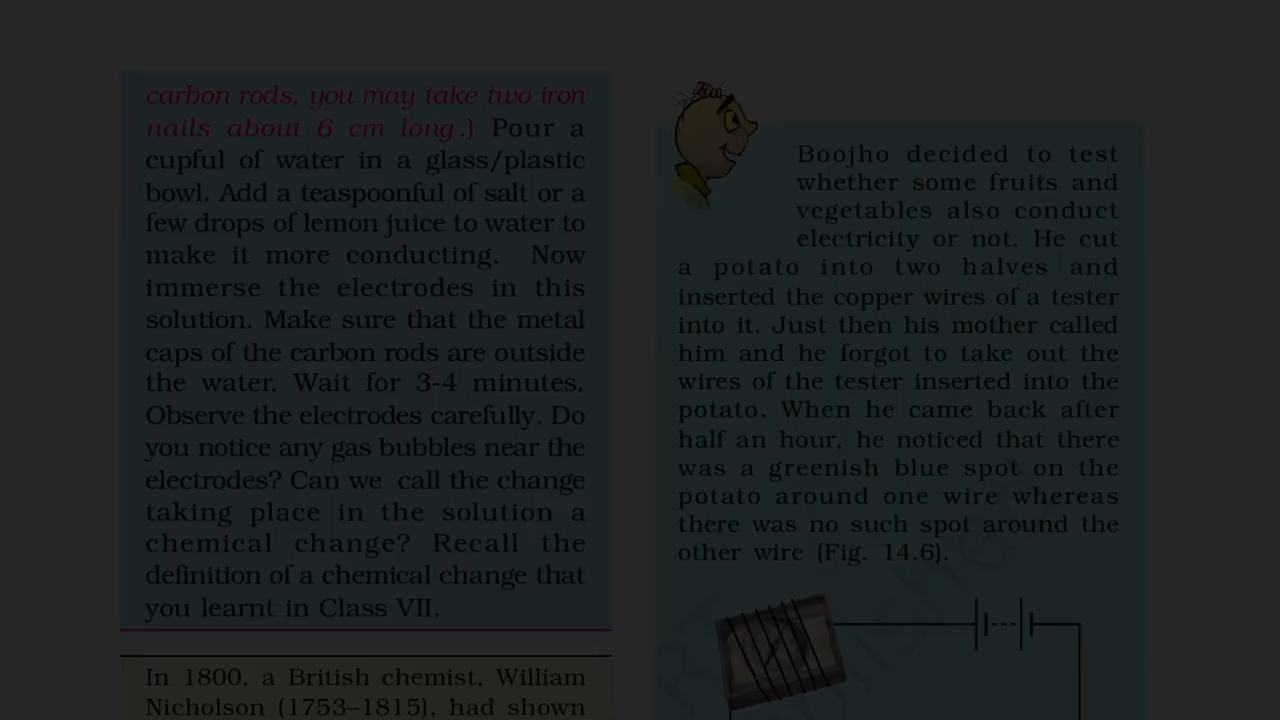 carbon rods, you may take two iron
nails about 6 cm long.) Pour a
cupful of water in a glass/plastic
bowl. Add a teaspoonful of salt or a
few drops of lemon juice to water to
make it more conducting. Now
immerse the electrodes in this
solution. Make sure that the metal
caps of the carbon rods are outside
the water. Wait for 3-4 minutes.
Observe the electrodes carefully. Do
you notice any gas bubbles near the
electrodes? Can we call the change
taking place in the solution a
chemical change? Recall the
definition of a chemical change that
you learnt in Class VII.
In 1800, a British chemist, William
Nicholson (1753–1815), had shown
Boojho decided to test
whether some fruits and
vegetables also conduct
electricity or not. He cut
a potato into two halves and
inserted the copper wires of a tester
into it. Just then his mother called
him and he forgot to take out the
wires of the tester inserted into the
potato. When he came back after
half an hour, he noticed that there
was a greenish blue spot on the
potato around one wire whereas
there was no such spot around the
other wire (Fig. 14.6).